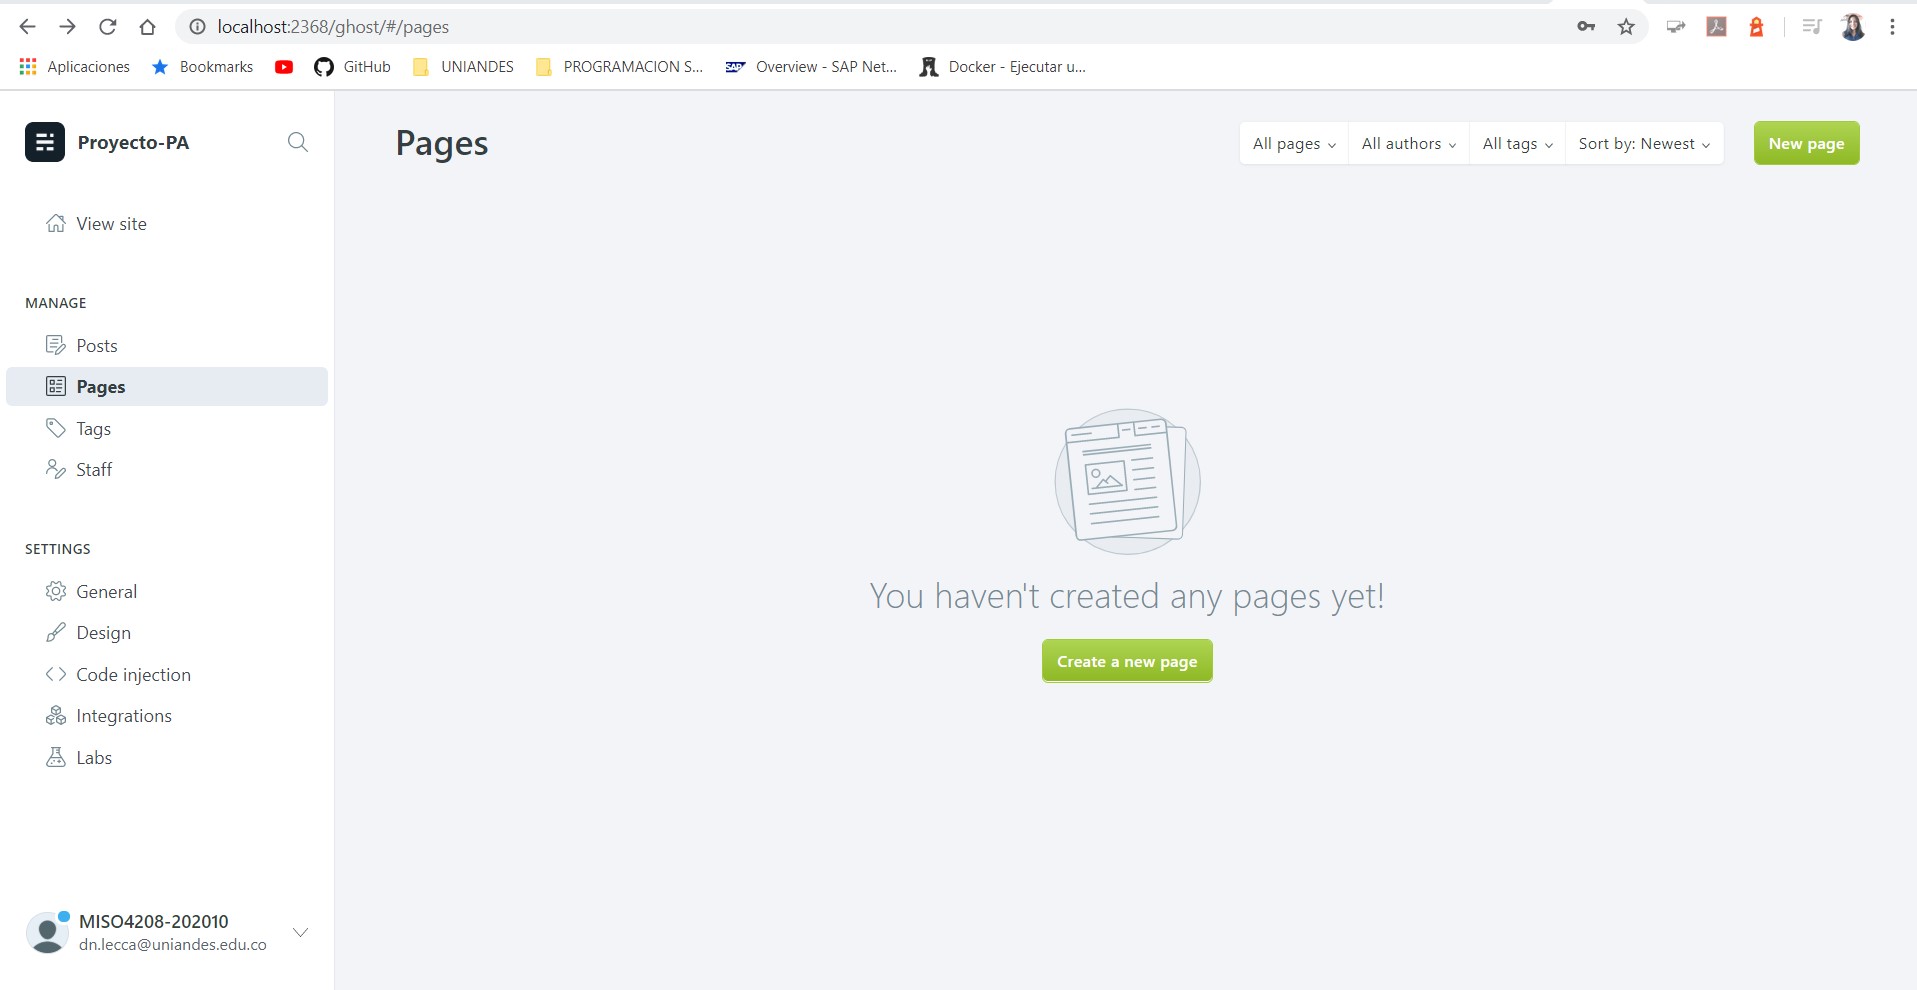 localhost:2368/ghost/#/pages
Aplicaciones Bookmarks GitHub UNIANDES PROGRAMACION S... SAP Overview - SAP Net... Docker - Ejecutar u...
Proyecto-PA
Pages
All pages All authors All tags Sort by: Newest New page
View site
MANAGE
Posts
Pages
Tags
Staff
SETTINGS
General
Design
Code injection
Integrations
Labs
You haven't created any pages yet!
Create a new page
MISO4208-202010
dn.lecca@uniandes.edu.co